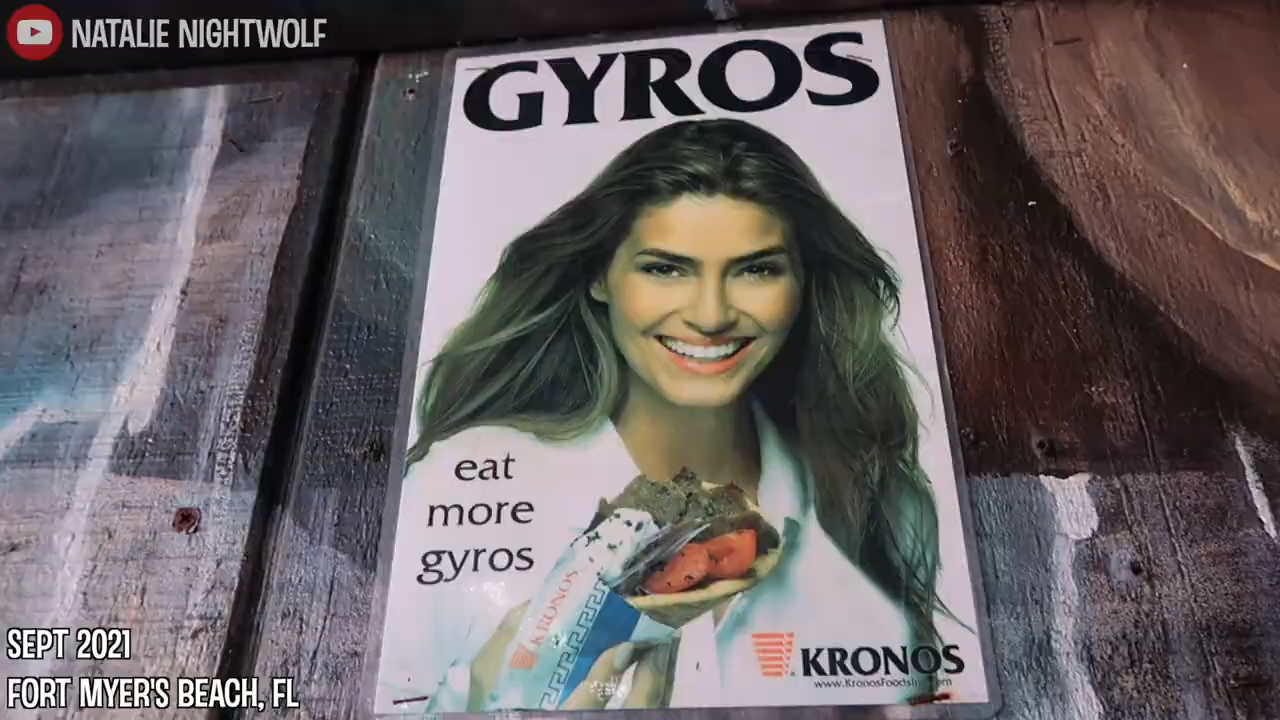 NATALIE NIGHTWOLF
GYROS
eat
more
gyros
KRONOS
KRONOS
SEPT 2021
FORT MYER'S BEACH, FL